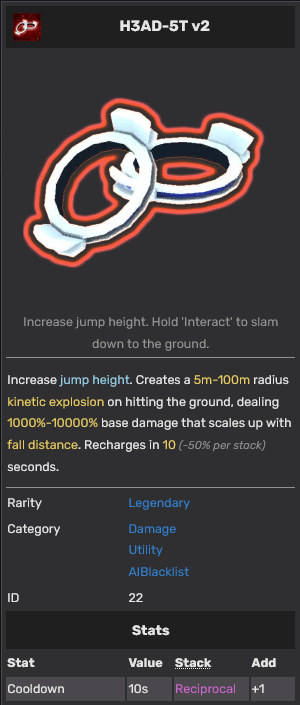 H3AD-5T v2
Increase jump height. Hold 'Interact' to slam
down to the ground.
Increase jump height. Creates a 5m-100m radius
kinetic explosion on hitting the ground, dealing
1000%-10000% base damage that scales up with
fall distance. Recharges in 10 (-50% per stack)
seconds.
Rarity Legendary
Category Damage
Utility
AIBlacklist
ID 22
Stats
Stat Value Stack Add
Cooldown 10s Reciprocal +1